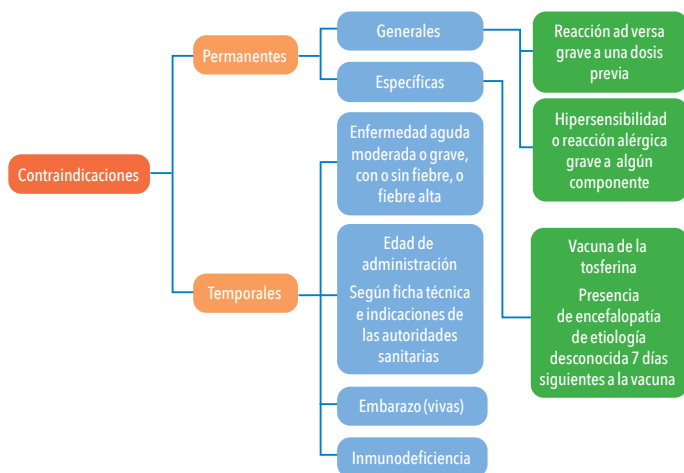 Contraindicaciones
Permanentes
Generales
Reacción ad versa
grave a una dosis
previa
Hipersensibilidad
o reacción alérgica
grave a algún
componente
Específicas
Vacuna de la
tosferina
Presencia
de encefalopatía
de etiología
desconocida 7 días
siguientes a la vacuna
Temporales
Enfermedad aguda
moderada o grave,
con o sin fiebre, o
fiebre alta
Edad de
administración
Según ficha técnica
e indicaciones de
las autoridades
sanitarias
Embarazo (vivas)
Inmunodeficiencia